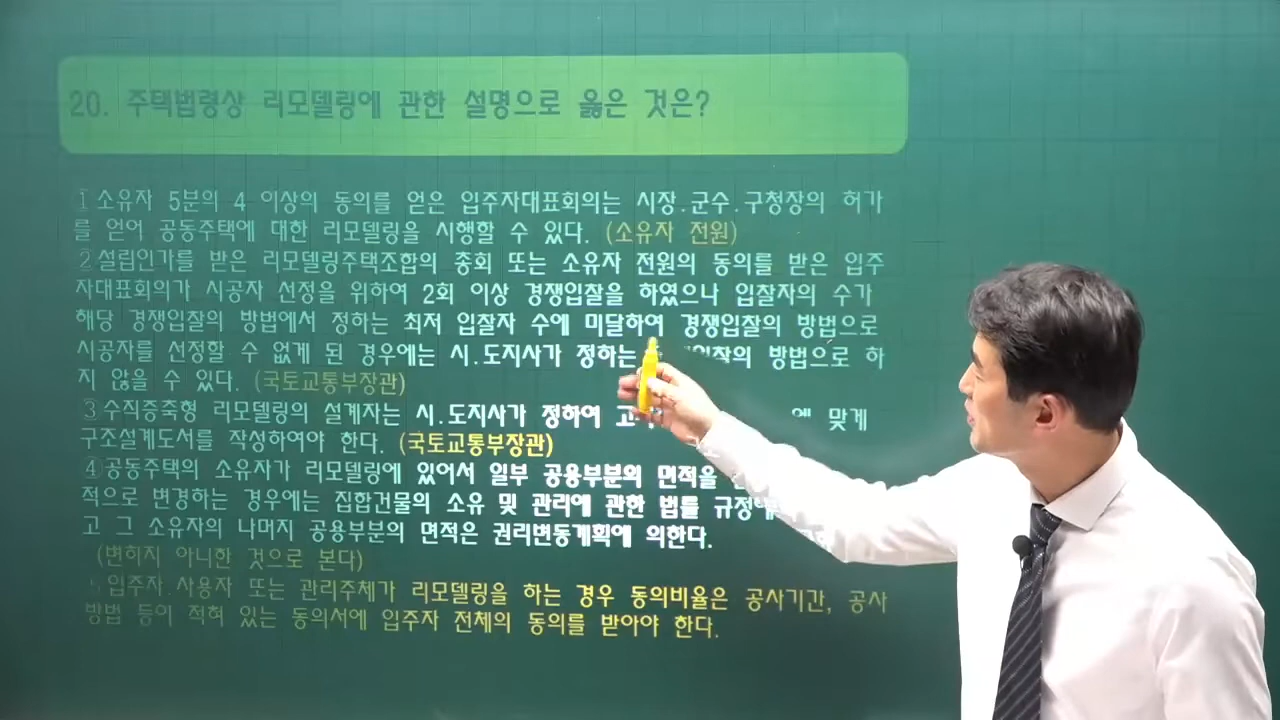 20. 주택법령상 리모델링에 관한 설명으로 옳은 것은?
①소유자 5분의 4 이상의 동의를 얻은 입주자대표회의는 시장.군수.구청장의 허가
를 얻어 공동주택에 대한 리모델링을 시행할 수 있다. (소유자 전원)
②설립인가를 받은 리모델링주택조합의 총회 또는 소유자 전원의 동의를 받은 입주
자대표회의가 시공자 선정을 위하여 2회 이상 경쟁입찰을 하였으나 입찰자의 수가
해당 경쟁입찰의 방법에서 정하는 최저 입찰자 수에 미달하여 경쟁입찰의 방법으로
시공자를 선정할 수 없게 된 경우에는 시.도지사가 정하는 방법으로 하
지 않을 수 있다. (국토교통부장관)
③수직증축형 리모델링의 설계자는 시.도지사가 정하여 맞게
구조설계도서를 작성하여야 한다. (국토교통부장관)
④공동주택의 소유자가 리모델링에 있어서 일부 공용부분의 면적을
적으로 변경하는 경우에는 집합건물의 소유 및 관리에 관한 법률
고 그 소유자의 나머지 공용부분의 면적은 권리변동계획에 의한다.
(변하지 아니한 것으로 본다)
⑤입주자.사용자 또는 관리주체가 리모델링을 하는 경우 동의비율은 공사기간, 공사
방법 등이 적혀 있는 동의서에 입주자 전체의 동의를 받아야 한다.